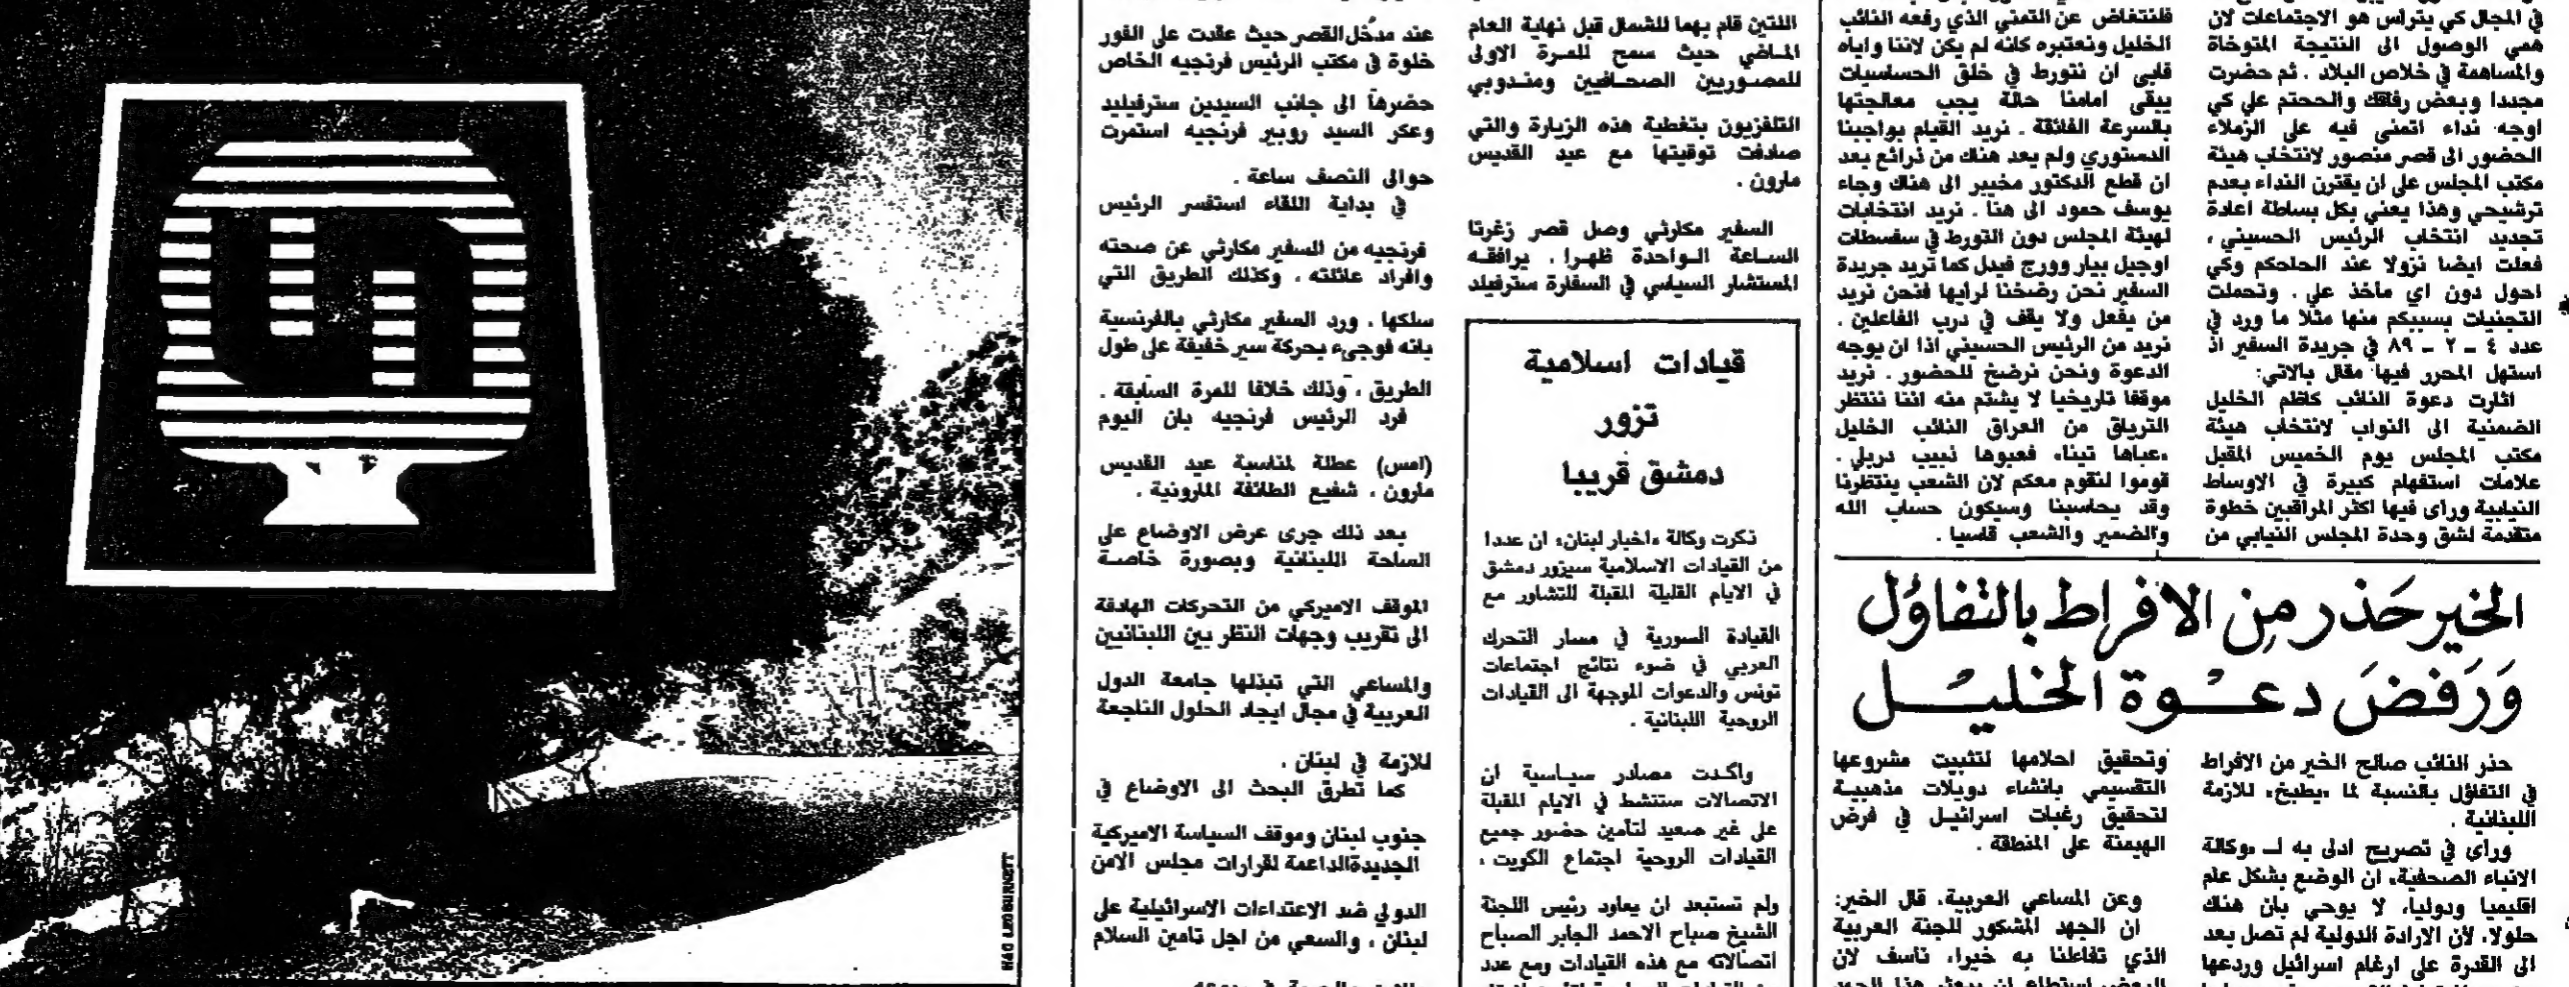 في المجال كي يترأس هو الاجتماعات لان
همي الوصول الى النتيجة المتوخاة
والمساهمة في خلاص البلاد . ثم حضرت
مجددا وبعض رفاقك والححتم علي كي
اوجه نداء اتمنى فيه على الزملاء
الحضور الى قصر منصور لانتخاب هيئة
مكتب المجلس على ان يقترن النداء بعدم
ترشيحي وهذا يعني بكل بساطة اعادة
تجديد انتخاب الرئيس الحسيني ،
فعلت ايضا نزولا عند الحاحكم وكي
احول دون اي مأخذ علي . وتحملت
التجنيات بسببكم منها مثلا ما ورد في
عدد ٤ ـ ٢ ـ ٨٩ في جريدة السفير اذ
استهل المحرر فيها مقال بالاتي:
اثارت دعوة النائب كاظم الخليل
الضمنية الى النواب لانتخاب هيئة
مكتب المجلس يوم الخميس المقبل
علامات استفهام كبيرة في الاوساط
النيابية ورأى فيها اكثر المراقبين خطوة
متقدمة لشق وحدة المجلس النيابي من
فلنتغاض عن التمني الذي رفعه النائب
الخليل ونعتبره كانه لم يكن لاننا واياه
قلبى ان نتورط في خلق الحساسيات
يبقى امامنا حالة يجب معالجتها
بالسرعة الفائقة . نريد القيام بواجبنا
الدستوري ولم يعد هناك من ذرائع بعد
ان قطع الدكتور مخيبر الى هناك وجاء
يوسف حمود الى هنا . نريد انتخابات
لهيئة المجلس دون التورط في سفسطات
اوجيل بيار وورج فيدل كما تريد جريدة
السفير نحن رضخنا لرأيها فنحن نريد
من يفعل ولا يقف في درب الفاعلين .
نريد من الرئيس الحسيني اذا ان يوجه
الدعوة ونحن نرضخ للحضور . نريد
موقفا تاريخيا لا يشتم منه اننا ننتظر
الترياق من العراق النائب الخليل
«عباها تينا» فعبوها نبيب دربلي .
قوموا لنقوم معكم لان الشعب ينتظرنا
وقد يحاسبنا وسيكون حساب الله
والضمير والشعب قاسيا .
الخير حَذر مِن الافراط بالتفاؤل
وَرَفضَ دعْـوة الخليـْـل
حذر النائب صالح الخير من الافراط
في التفاؤل بالنسبة لما «يطبخ» للازمة
اللبنانية .
ورأى في تصريح ادلى به لـ «وكالة
الانباء الصحفية» ان الوضع بشكل عام
اقليميا ودوليا، لا يوحي بان هناك
حلولا، لأن الارادة الدولية لم تصل بعد
الى القدرة على ارغام اسرائيل وردعها
وتحقيق احلامها لتثبيت مشروعها
التقسيمي بانشاء دويلات مذهبية
لتحقيق رغبات اسرائيل في فرض
الهيمنة على المنطقة .
وعن المساعي العربية، قال الخير:
ان الجهد المشكور للجنة العربية
الذي تفاعلنا به خيرا، نأسف لان
اللتين قام بهما للشمال قبل نهاية العام
الماضي حيث سمح للمرة الاولى
للمصوريين الصحافيين ومندوبي
التلفزيون بتغطية هذه الزيارة والتي
صادفت توقيتها مع عيد القديس
مارون .
السفير مكارثي وصل قصر زغرتا
الساعة الواحدة ظهرا . يرافقه
المستشار السياسي في السفارة سترفيلد
قيادات اسلامية
تزور
دمشق قريبا
ذكرت وكالة «اخبار لبنان» ان عددا
من القيادات الاسلامية سيزور دمشق
في الايام القليلة المقبلة للتشاور مع
القيادة السورية في مسار التحرك
العربي في ضوء نتائج اجتماعات
تونس والدعوات الموجهة الى القيادات
الروحية اللبنانية .
واكدت مصادر سياسية ان
الاتصالات ستنشط في الايام المقبلة
على غير صعيد لتأمين حضور جميع
القيادات الروحية اجتماع الكويت ،
ولم تستبعد ان يعاود رئيس اللجنة
الشيخ صباح الاحمد الجابر الصباح
اتصالاته مع هذه القيادات ومع عدد
عند مدخل القصر حيث عقدت على الفور
خلوة في مكتب الرئيس فرنجيه الخاص
حضرها الى جانب السيدين سترفيليد
وعكر السيد روبير فرنجيه استمرت
حوالى النصف ساعة .
في بداية اللقاء استفسر الرئيس
فرنجيه من السفير مكارثي عن صحته
وافراد عائلته ، وكذلك الطريق التي
سلكها ، ورد السفير مكارثي بالفرنسية
بانه فوجىء بحركة سير خفيفة على طول
الطريق ، وذلك خلافا للمرة السابقة .
فرد الرئيس فرنجيه بان اليوم
(امس) عطلة لمناسبة عيد القديس
مارون ، شفيع الطائفة المارونية .
بعد ذلك جرى عرض الاوضاع على
الساحة اللبنانية وبصورة خاصة
الموقف الاميركي من التحركات الهادفة
الى تقريب وجهات النظر بين اللبنانيين
والمساعي التي تبذلها جامعة الدول
العربية في مجال ايجاد الحلول الناجعة
للازمة في لبنان .
كما تطرق البحث الى الاوضاع في
جنوب لبنان وموقف السياسة الاميركية
الجديدةالداعمة لقرارات مجلس الامن
الدولي ضد الاعتداءات الاسرائيلية على
لبنان ، والسعي من اجل تأمين السلام
H&C LEO BURNETT